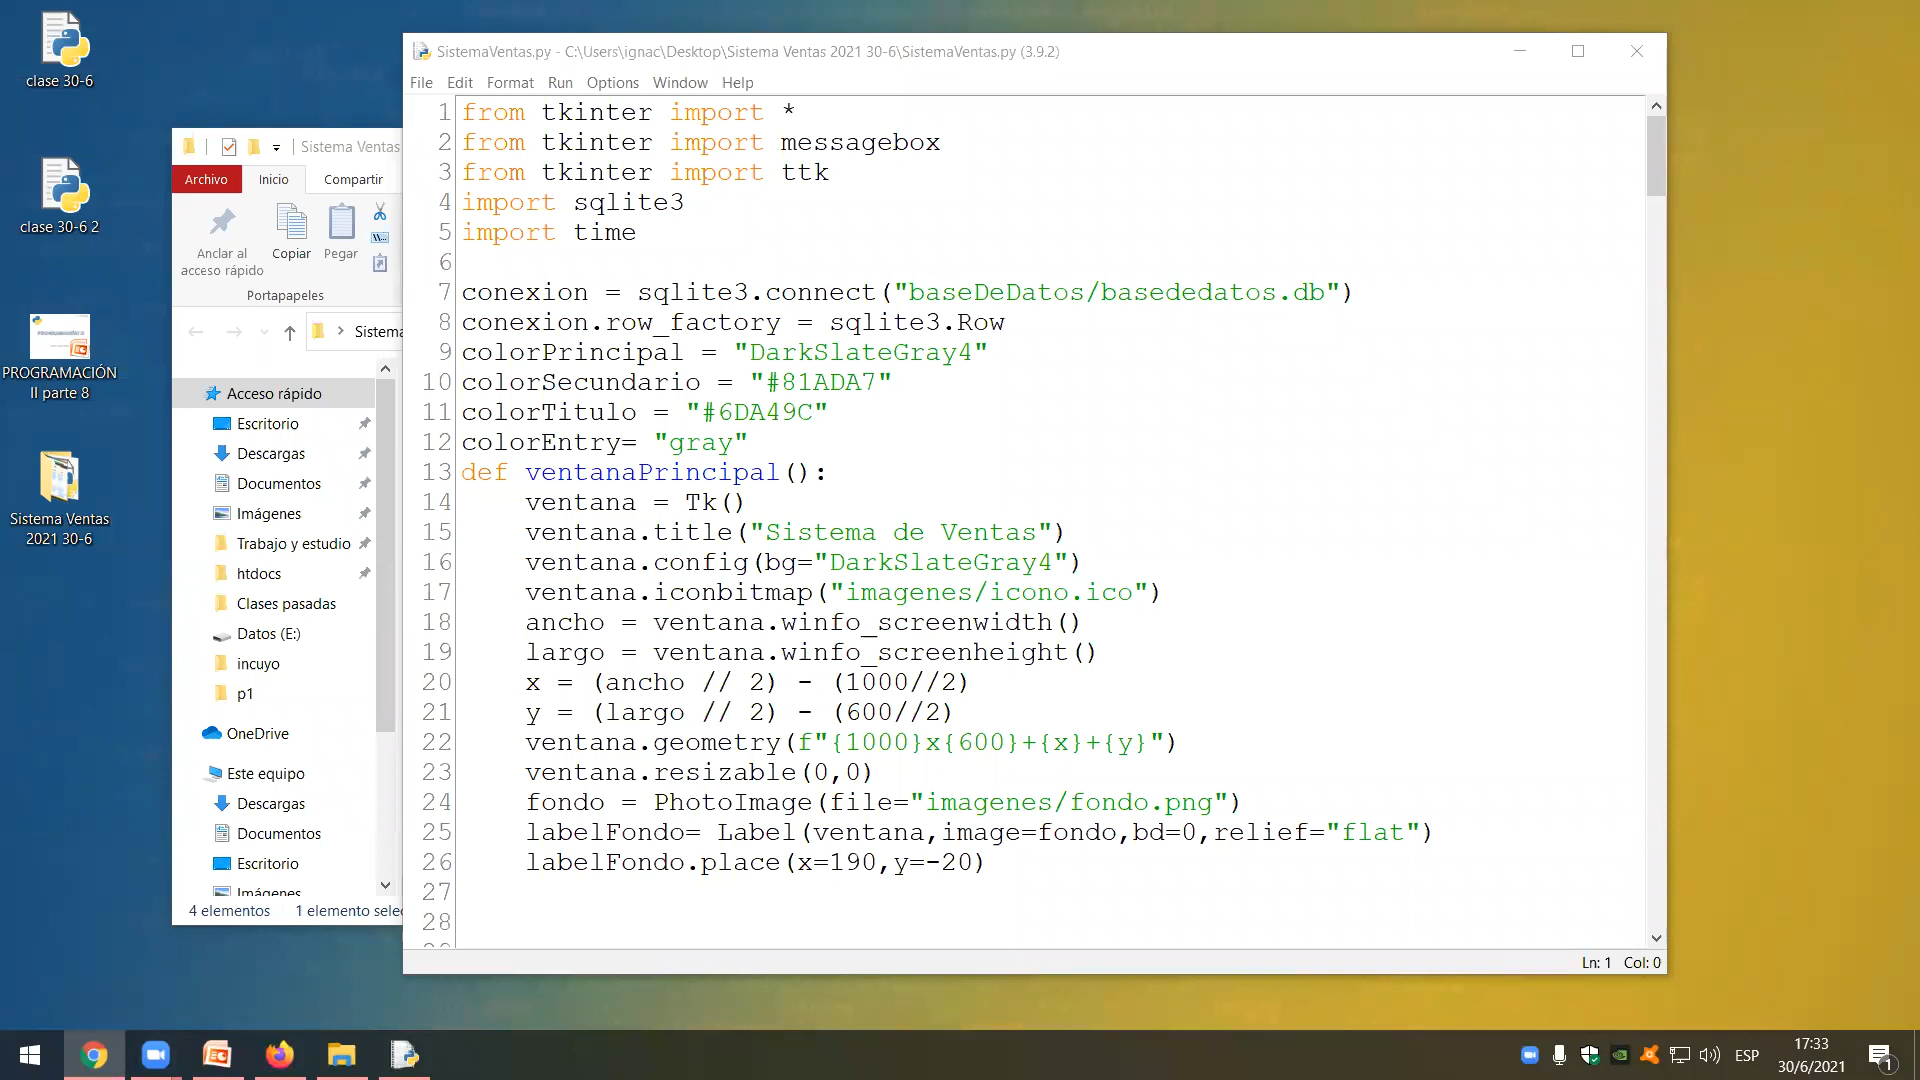 clase 30-6
clase 30-6 2
PROGRAMACIÓN
II parte 8
Sistema Ventas
2021 30-6
Sistema Ventas
Archivo
Inicio
Compartir
Anclar al
acceso rápido
Copiar
Pegar
Portapapeles
Sistema
Acceso rápido
Escritorio
Descargas
Documentos
Imágenes
Trabajo y estudio
htdocs
Clases pasadas
Datos (E:)
incuyo
p1
OneDrive
Este equipo
Descargas
Documentos
Escritorio
Imágenes
4 elementos
1 elemento sele
SistemaVentas.py - C:\Users\ignac\Desktop\Sistema Ventas 2021 30-6\SistemaVentas.py (3.9.2)
File Edit Format Run Options Window Help
1 from tkinter import *
2 from tkinter import messagebox
3 from tkinter import ttk
4 import sqlite3
5 import time
6
7 conexion = sqlite3.connect("baseDeDatos/basededatos.db")
8 conexion.row_factory = sqlite3.Row
9 colorPrincipal = "DarkSlateGray4"
10 colorSecundario = "#81ADA7"
11 colorTitulo = "#6DA49C"
12 colorEntry= "gray"
13 def ventanaPrincipal():
14 ventana = Tk()
15 ventana.title("Sistema de Ventas")
16 ventana.config(bg="DarkSlateGray4")
17 ventana.iconbitmap("imagenes/icono.ico")
18 ancho = ventana.winfo_screenwidth()
19 largo = ventana.winfo_screenheight()
20 x = (ancho // 2) - (1000//2)
21 y = (largo // 2) - (600//2)
22 ventana.geometry(f"{1000}x{600}+{x}+{y}")
23 ventana.resizable(0,0)
24 fondo = PhotoImage(file="imagenes/fondo.png")
25 labelFondo= Label(ventana,image=fondo,bd=0,relief="flat")
26 labelFondo.place(x=190,y=-20)
27
28
Ln: 1 Col: 0
ESP
17:33
30/6/2021
1